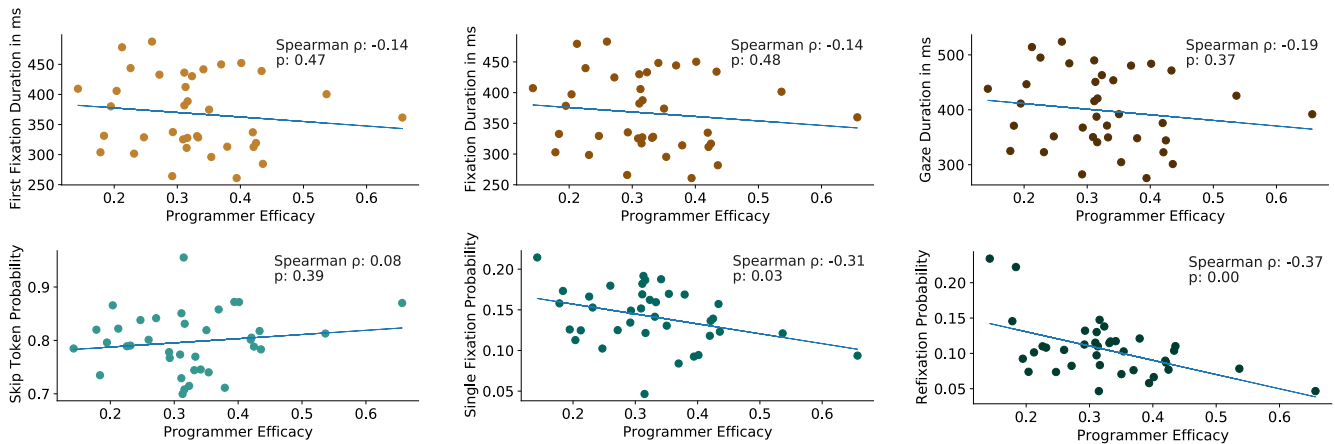 First Fixation Duration in ms
450
400
350
300
250
0.2
0.3
0.4
0.5
0.6
Programmer Efficacy
Spearman ρ: -0.14
p: 0.47
Fixation Duration in ms
450
400
350
300
250
0.2
0.3
0.4
0.5
0.6
Programmer Efficacy
Spearman ρ: -0.14
p: 0.48
Gaze Duration in ms
500
400
300
0.2
0.3
0.4
0.5
0.6
Programmer Efficacy
Spearman ρ: -0.19
p: 0.37
Skip Token Probability
0.9
0.8
0.7
0.2
0.3
0.4
0.5
0.6
Programmer Efficacy
Spearman ρ: 0.08
p: 0.39
Single Fixation Probability
0.20
0.15
0.10
0.05
0.2
0.3
0.4
0.5
0.6
Programmer Efficacy
Spearman ρ: -0.31
p: 0.03
Refixation Probability
0.20
0.15
0.10
0.05
0.2
0.3
0.4
0.5
0.6
Programmer Efficacy
Spearman ρ: -0.37
p: 0.00